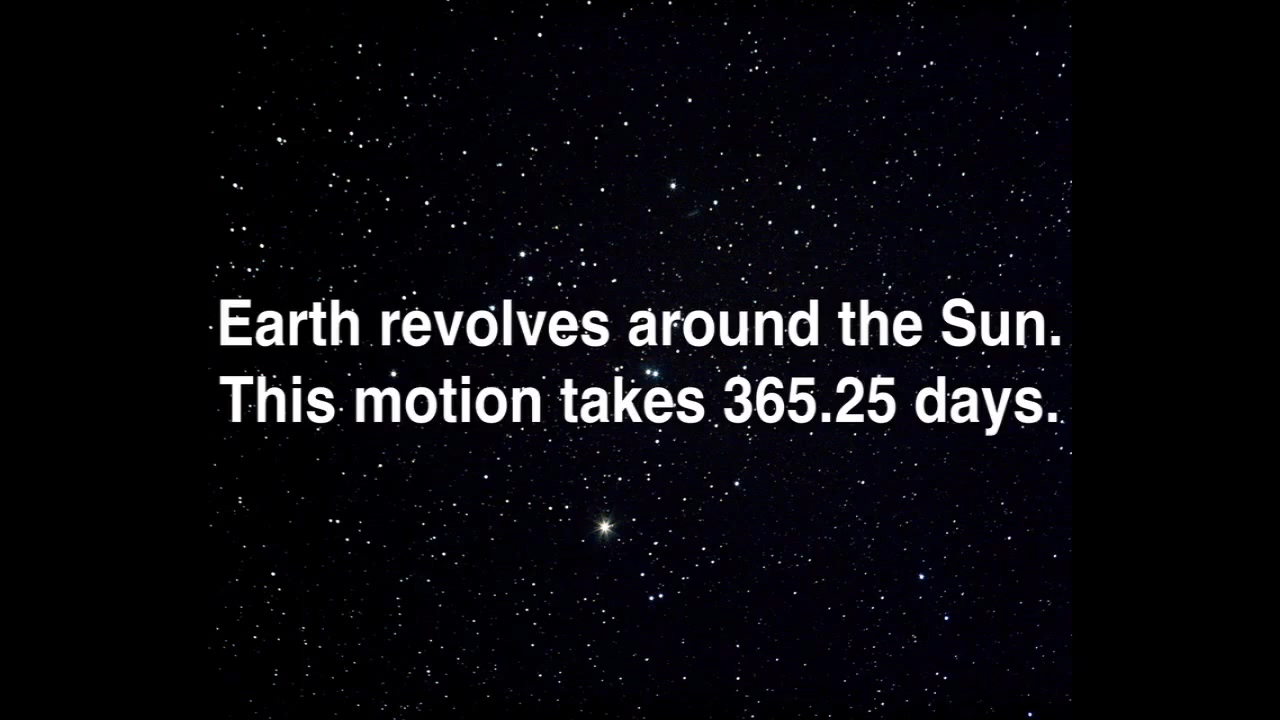 Earth revolves around the Sun.
This motion takes 365.25 days.